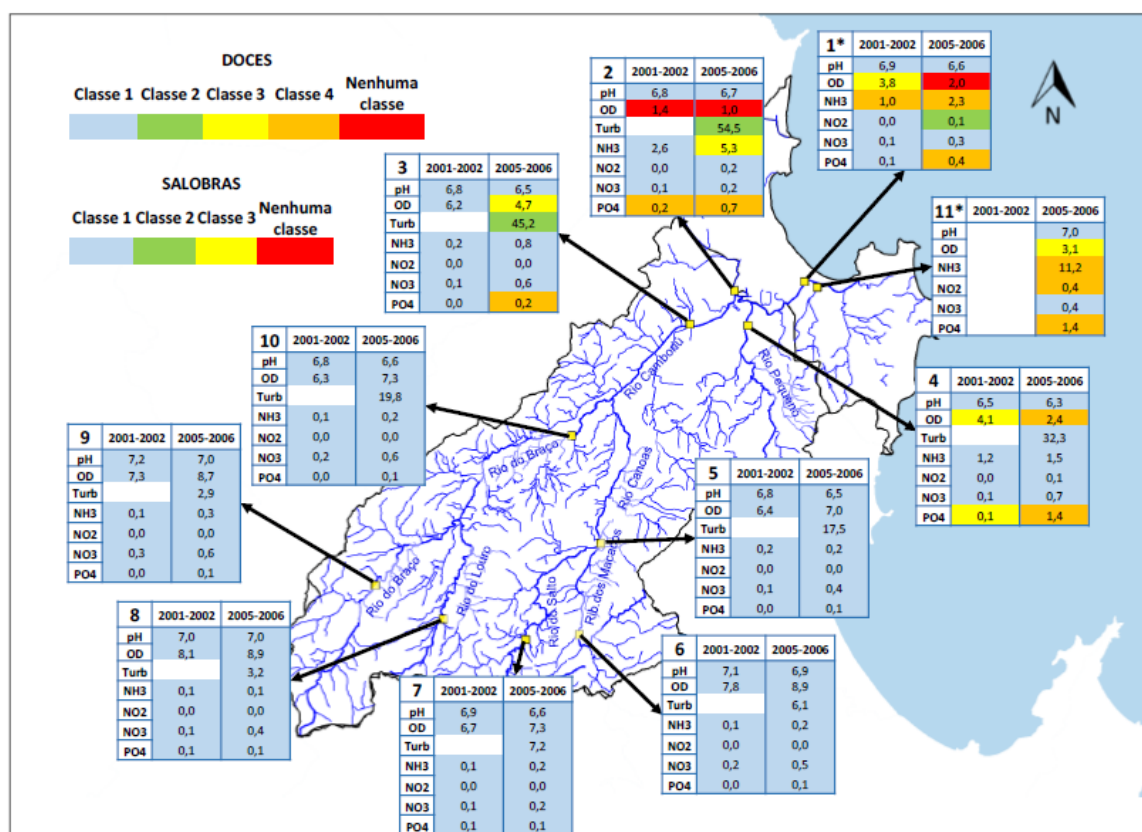 DOCES
Classe 1 Classe 2 Classe 3 Classe 4 Nenhuma classe
SALOBRAS
Classe 1 Classe 2 Classe 3 Nenhuma classe
N
1* 2001-2002 2005-2006
pH 6,9 6,6
OD 3,8 2,0
NH3 1,0 2,3
NO2 0,0 0,1
NO3 0,1 0,3
PO4 0,1 0,4
2 2001-2002 2005-2006
pH 6,8 6,7
OD 1,4 1,0
Turb 54,5
NH3 2,6 5,3
NO2 0,0 0,2
NO3 0,1 0,2
PO4 0,2 0,7
3 2001-2002 2005-2006
pH 6,8 6,5
OD 6,2 4,7
Turb 45,2
NH3 0,2 0,8
NO2 0,0 0,0
NO3 0,1 0,6
PO4 0,0 0,2
11* 2001-2002 2005-2006
pH 7,0
OD 3,1
NH3 11,2
NO2 0,4
NO3 0,4
PO4 1,4
10 2001-2002 2005-2006
pH 6,8 6,6
OD 6,3 7,3
Turb 19,8
NH3 0,1 0,2
NO2 0,0 0,0
NO3 0,2 0,6
PO4 0,0 0,1
4 2001-2002 2005-2006
pH 6,5 6,3
OD 4,1 2,4
Turb 32,3
NH3 1,2 1,5
NO2 0,0 0,1
NO3 0,1 0,7
PO4 0,1 1,4
9 2001-2002 2005-2006
pH 7,2 7,0
OD 7,3 8,7
Turb 2,9
NH3 0,1 0,3
NO2 0,0 0,0
NO3 0,3 0,6
PO4 0,0 0,1
5 2001-2002 2005-2006
pH 6,8 6,5
OD 6,4 7,0
Turb 17,5
NH3 0,2 0,2
NO2 0,0 0,0
NO3 0,1 0,4
PO4 0,0 0,1
8 2001-2002 2005-2006
pH 7,0 7,0
OD 8,1 8,9
Turb 3,2
NH3 0,1 0,1
NO2 0,0 0,0
NO3 0,1 0,4
PO4 0,1 0,1
7 2001-2002 2005-2006
pH 6,9 6,6
OD 6,7 7,3
Turb 7,2
NH3 0,1 0,2
NO2 0,0 0,0
NO3 0,1 0,2
PO4 0,1 0,1
6 2001-2002 2005-2006
pH 7,1 6,9
OD 7,8 8,9
Turb 6,1
NH3 0,1 0,2
NO2 0,0 0,0
NO3 0,2 0,5
PO4 0,0 0,1
Rio Camboriú
Rio Pequeno
Rio do Braço
Rio Canoas
Rio do Braço
Rio do Louro
Rio do Salto
Rib. dos Macacos